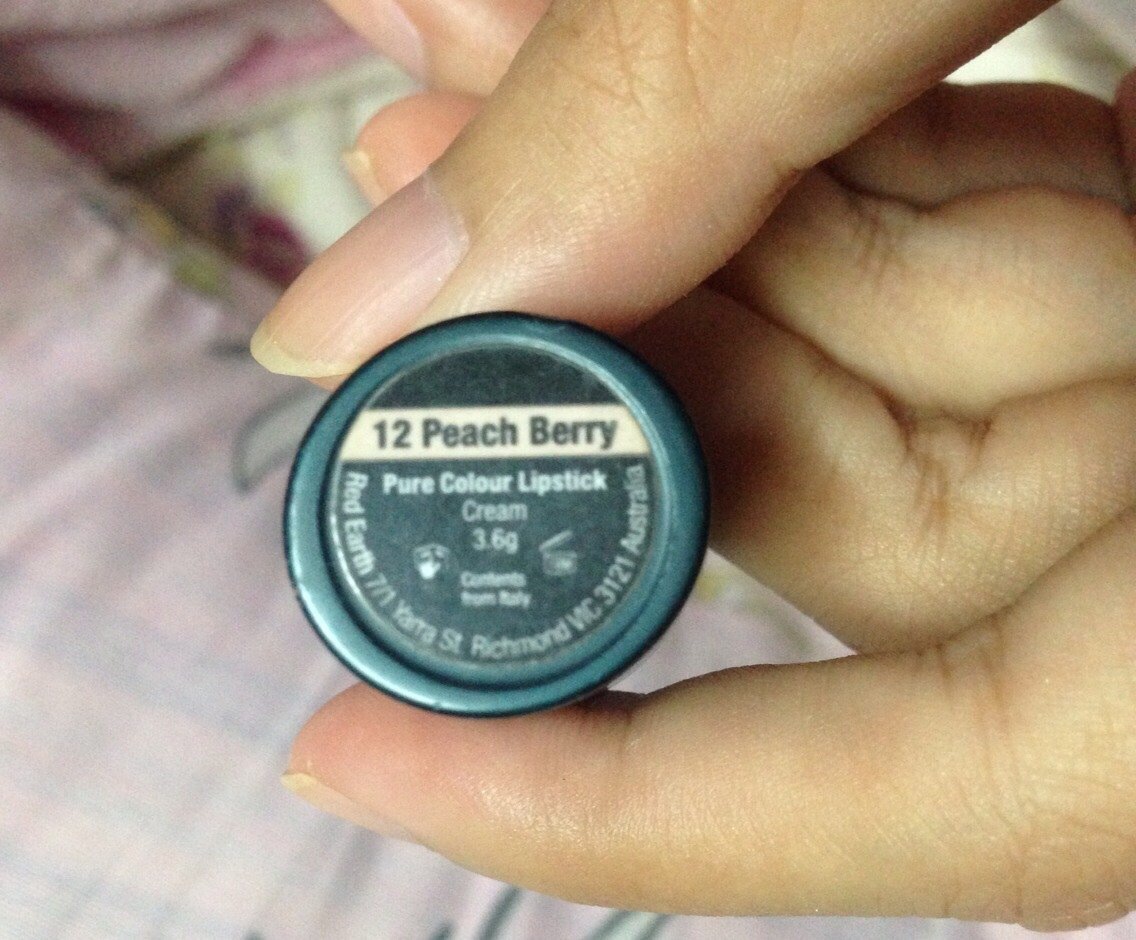 12 Peach Berry
Pure Colour Lipstick
Cream
3.6g
Contents
from Italy
Red Earth 7/1 Yarra St. Richmond VIC 3121 Australia